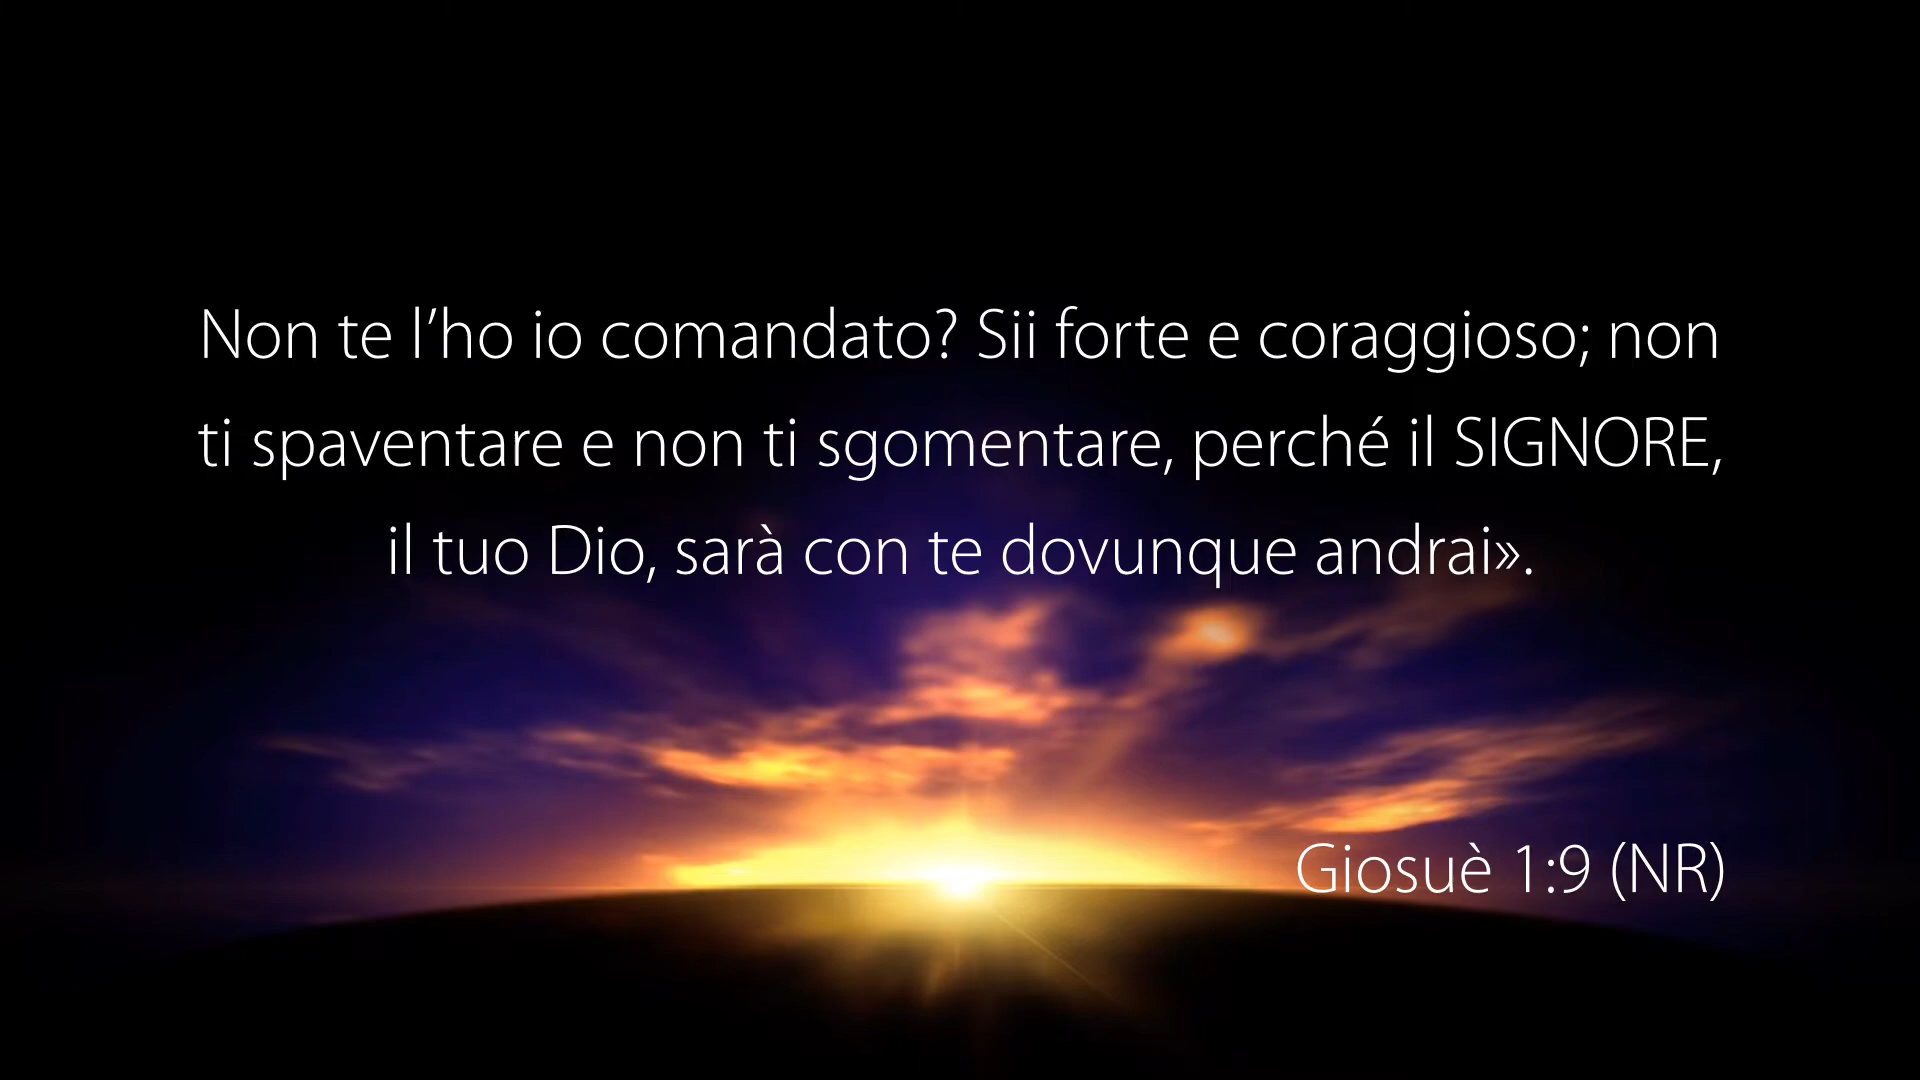 Non te l’ho io comandato? Sii forte e coraggioso; non
ti spaventare e non ti sgomentare, perché il SIGNORE,
il tuo Dio, sarà con te dovunque andrai».
Giosuè 1:9 (NR)